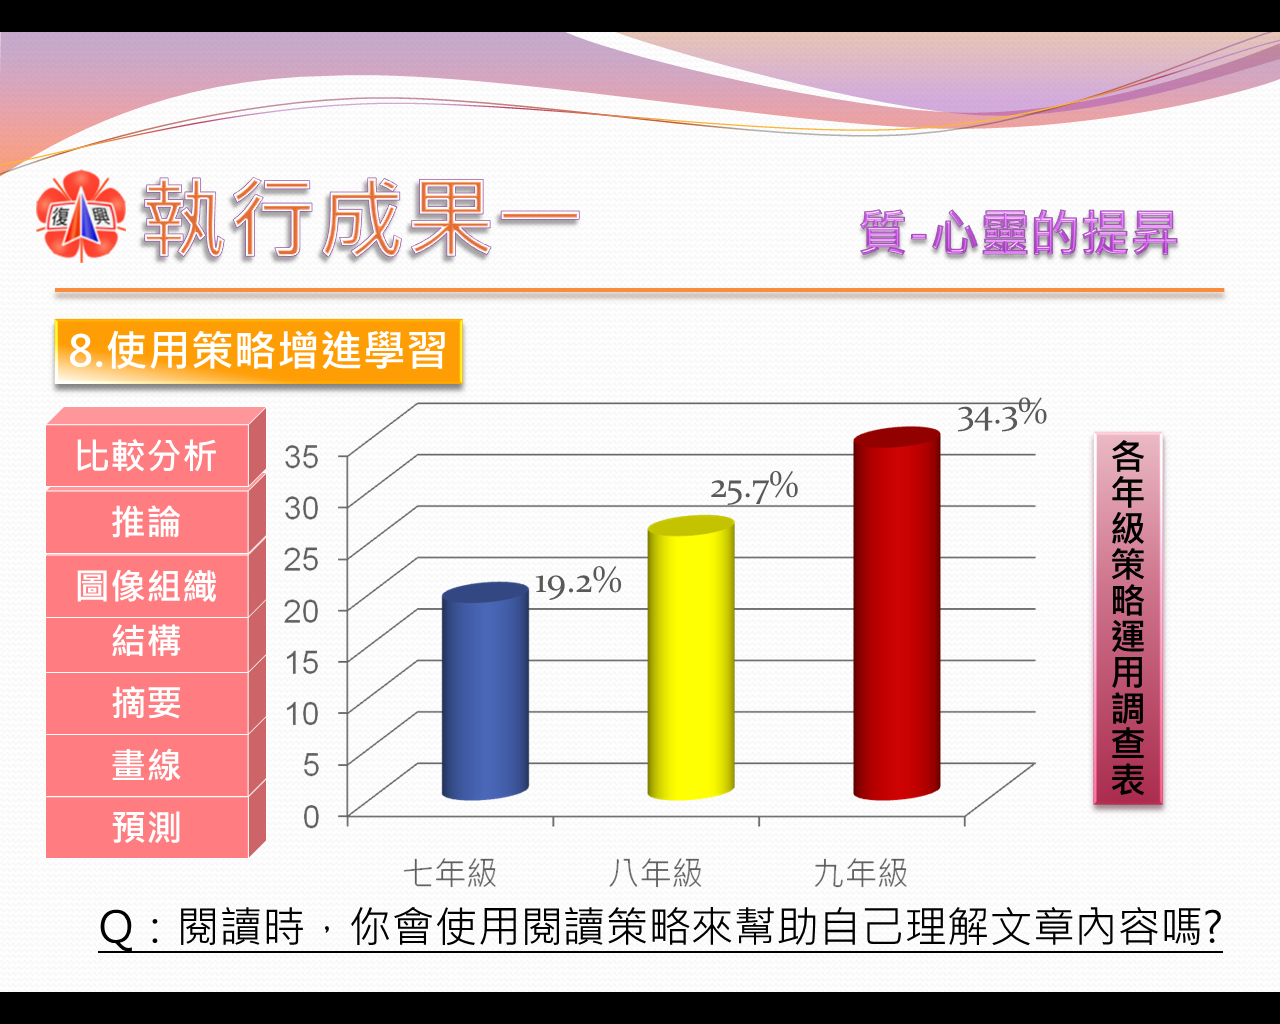 復興
執行成果一
質-心靈的提昇
8.使用策略增進學習
比較分析
推論
圖像組織
結構
摘要
畫線
預測
35
30
25
20
15
10
5
0
19.2%
25.7%
34.3%
七年級
八年級
九年級
各年級策略運用調查表
Q：閱讀時，你會使用閱讀策略來幫助自己理解文章內容嗎?